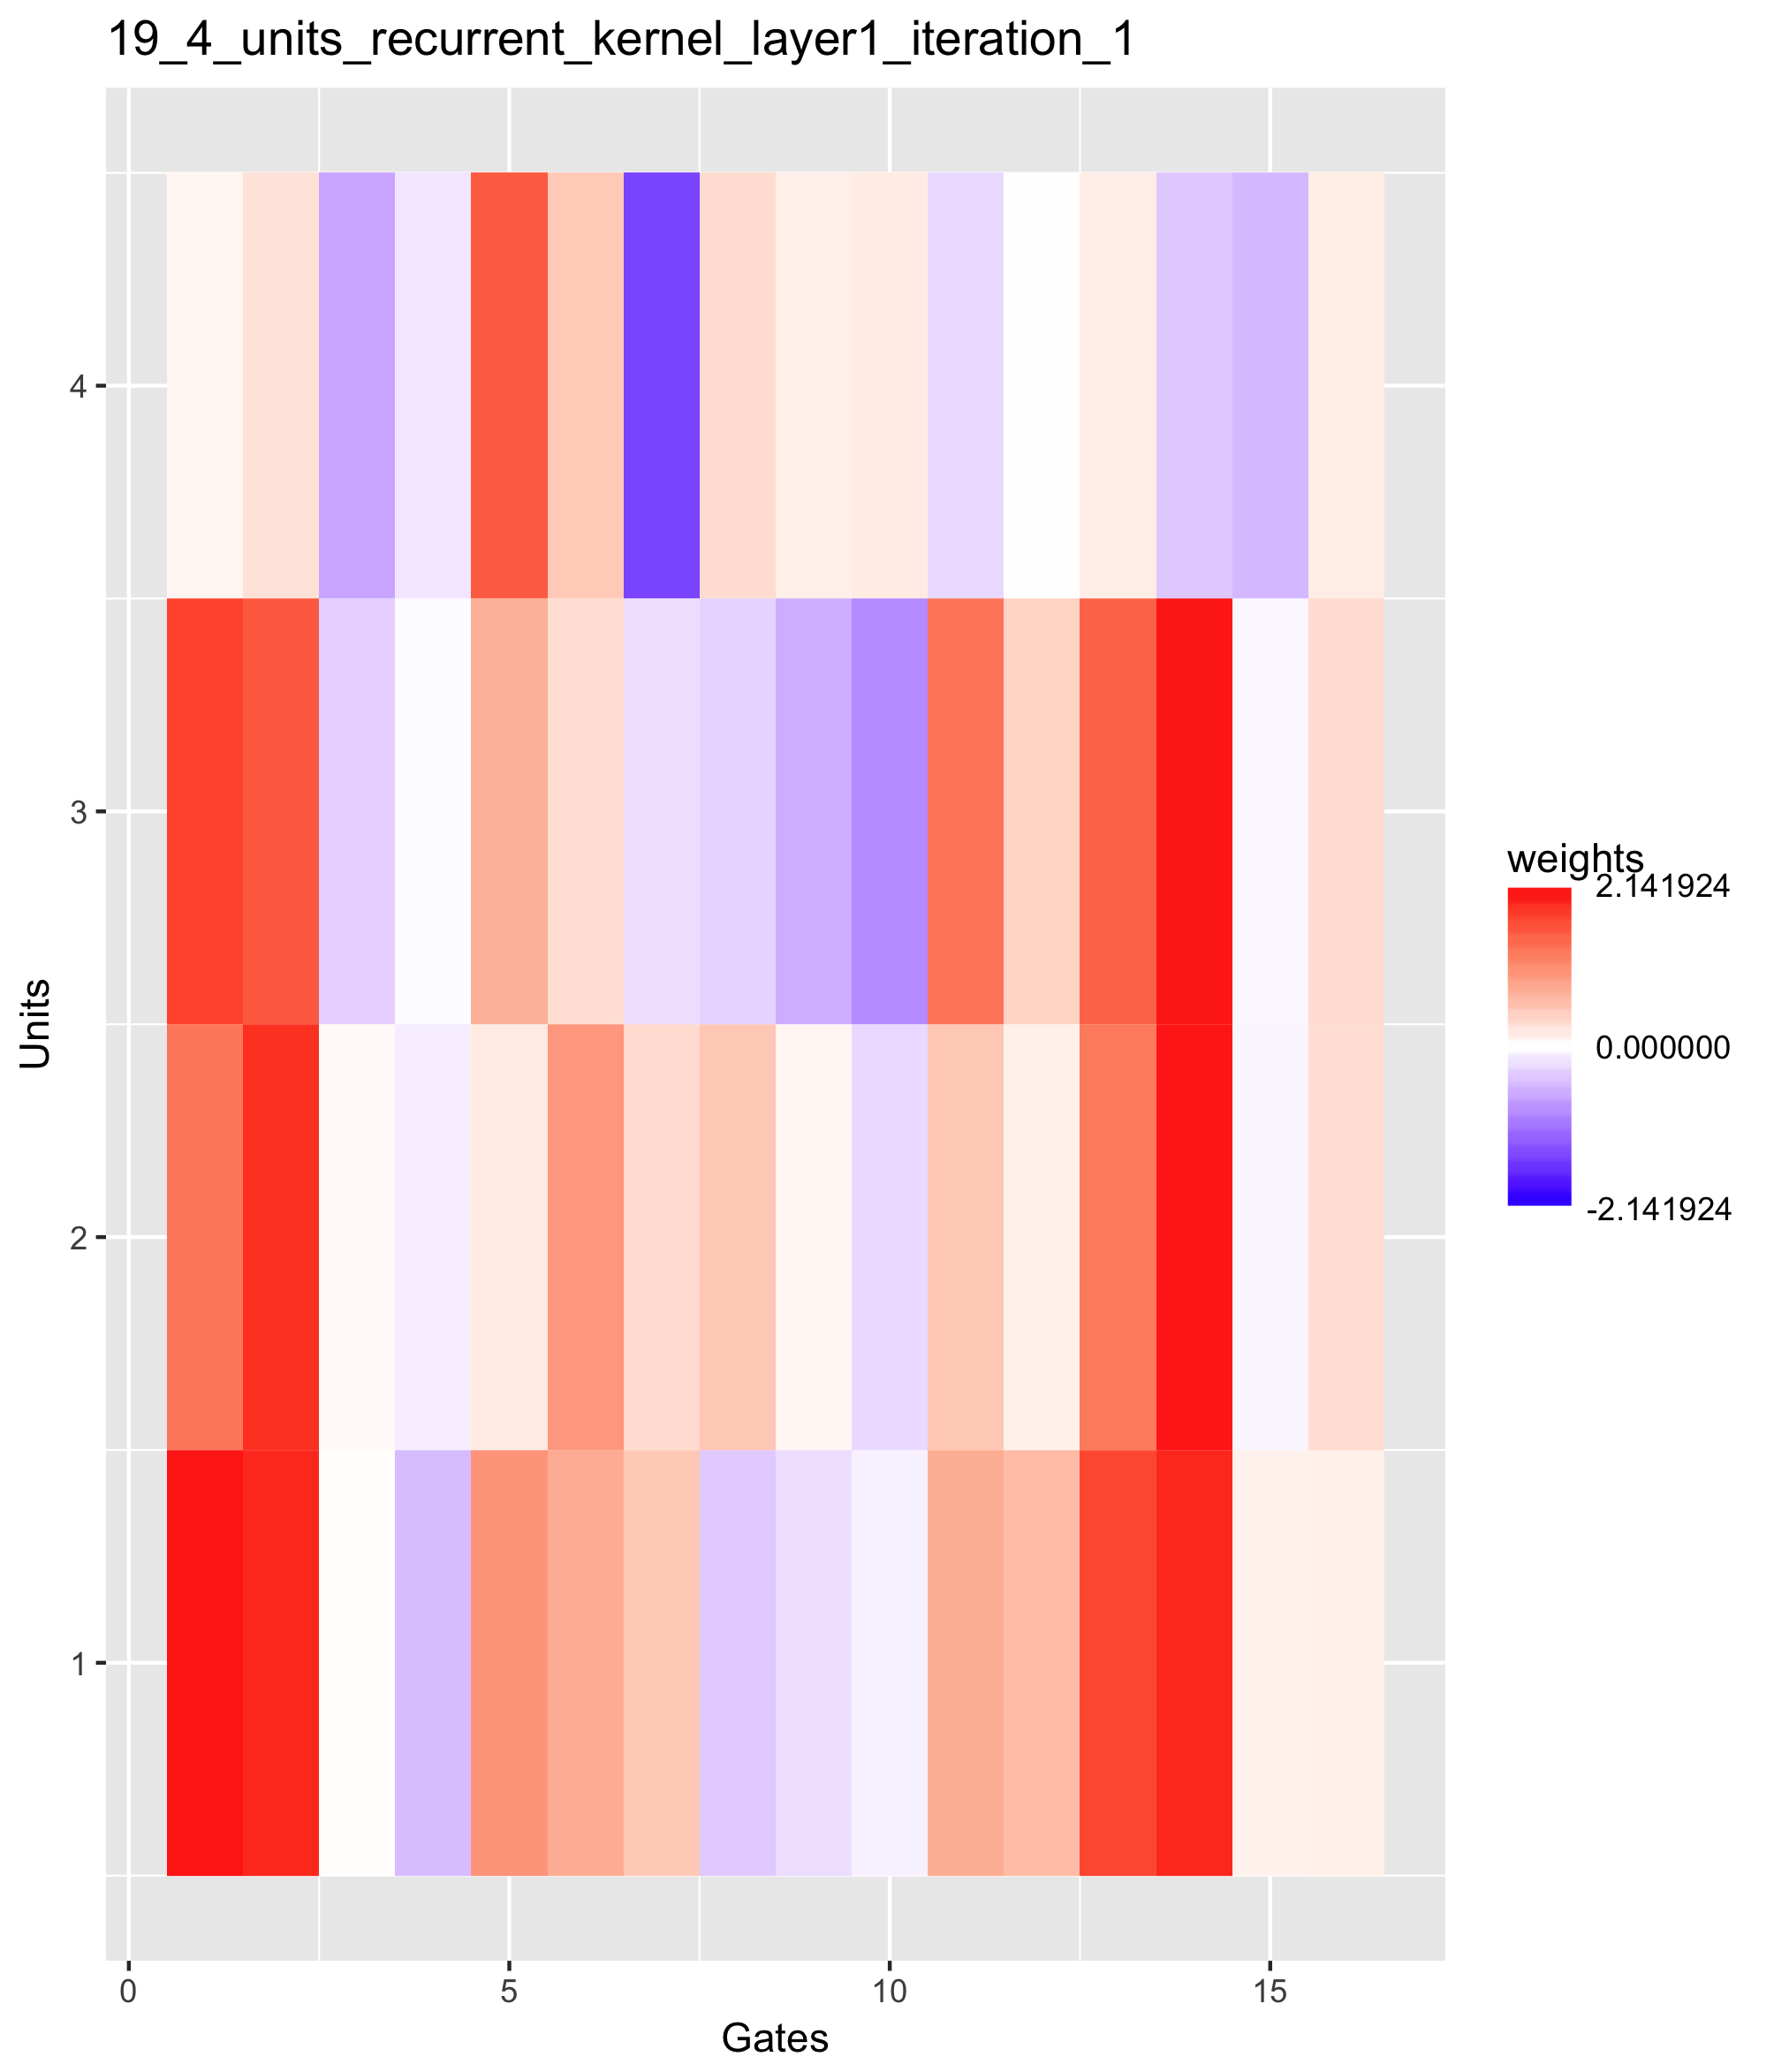 19_4_units_recurrent_kernel_layer1_iteration_1
Units
4
3
2
1
0
5
10
15
Gates
weights
2.141924
0.000000
-2.141924